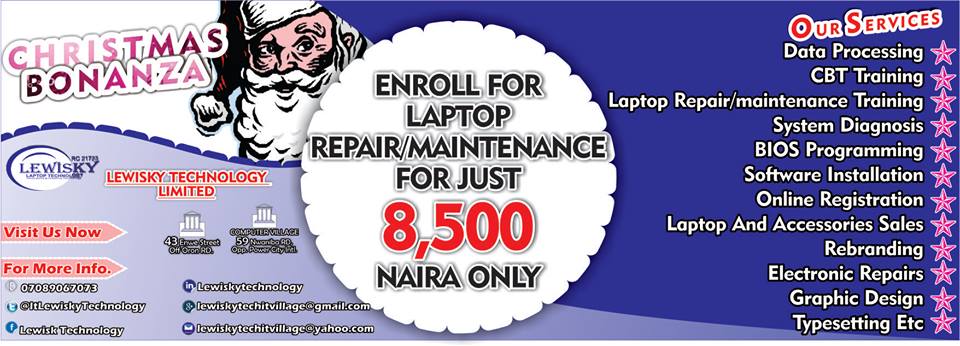 CHRISTMAS
BONANZA
LEWISKY
LAPTOP TECHNOLOGY
LEWISKY TECHNOLOGY
LIMITED
Visit Us Now
43 Enwe Street
Off Oron RD.
COMPUTER VILLAGE
59 Nwaniba RD,
Opp. Power City Intl.
For More Info.
07089067073
@ItLewiskyTechnology
Lewisk Technology
Lewiskytechnology
lewiskytechitvillage@gmail.com
lewiskytechitvillage@yahoo.com
ENROLL FOR
LAPTOP
REPAIR/MAINTENANCE
FOR JUST
8,500
NAIRA ONLY
OUR SERVICES
Data Processing
CBT Training
Laptop Repair/maintenance Training
System Diagnosis
BIOS Programming
Software Installation
Online Registration
Laptop And Accessories Sales
Rebranding
Electronic Repairs
Graphic Design
Typesetting Etc